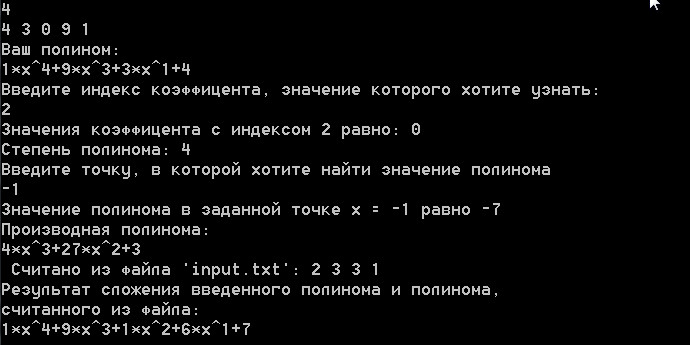 4
4 3 0 9 1
Ваш полином:
1*x^4+9*x^3+3*x^1+4
Введите индекс коэффицента, значение которого хотите узнать:
2
Значения коэффицента с индексом 2 равно: 0
Степень полинома: 4
Введите точку, в которой хотите найти значение полинома
-1
Значение полинома в заданной точке x = -1 равно -7
Производная полинома:
4*x^3+27*x^2+3
Считано из файла 'input.txt': 2 3 3 1
Результат сложения введенного полинома и полинома,
считанного из файла:
1*x^4+9*x^3+1*x^2+6*x^1+7